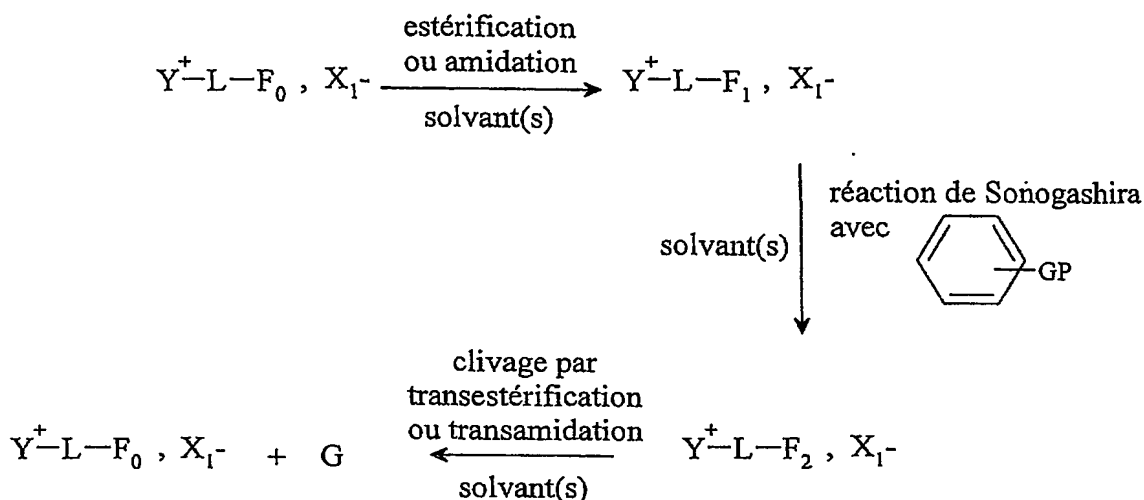 estérification
ou amidation
Y⁺—L—F₀ , X₁⁻
solvant(s)
Y⁺—L—F₁ , X₁⁻
réaction de Sonogashira
avec
solvant(s)
GP
clivage par
transestérification
ou transamidation
Y⁺—L—F₀ , X₁⁻ + G
solvant(s)
Y⁺—L—F₂ , X₁⁻